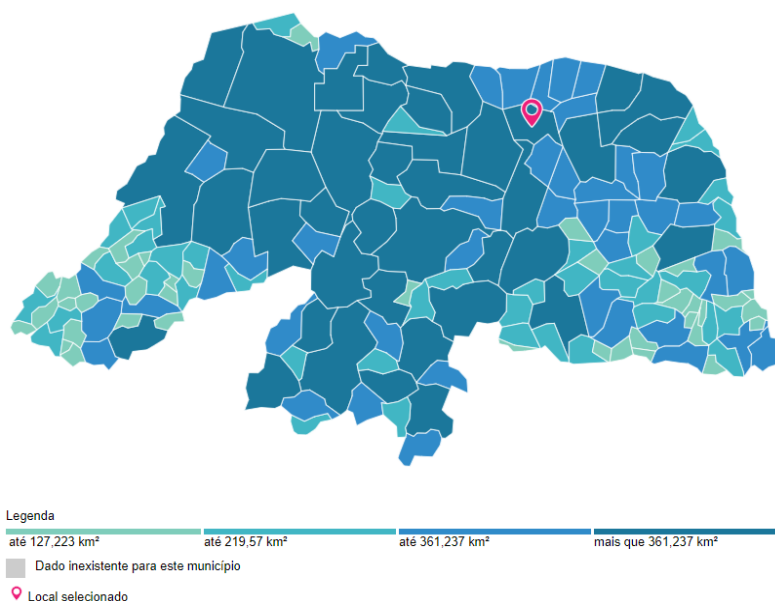 Legenda
até 127,223 km² até 219,57 km² até 361,237 km² mais que 361,237 km²
Dado inexistente para este município
Local selecionado